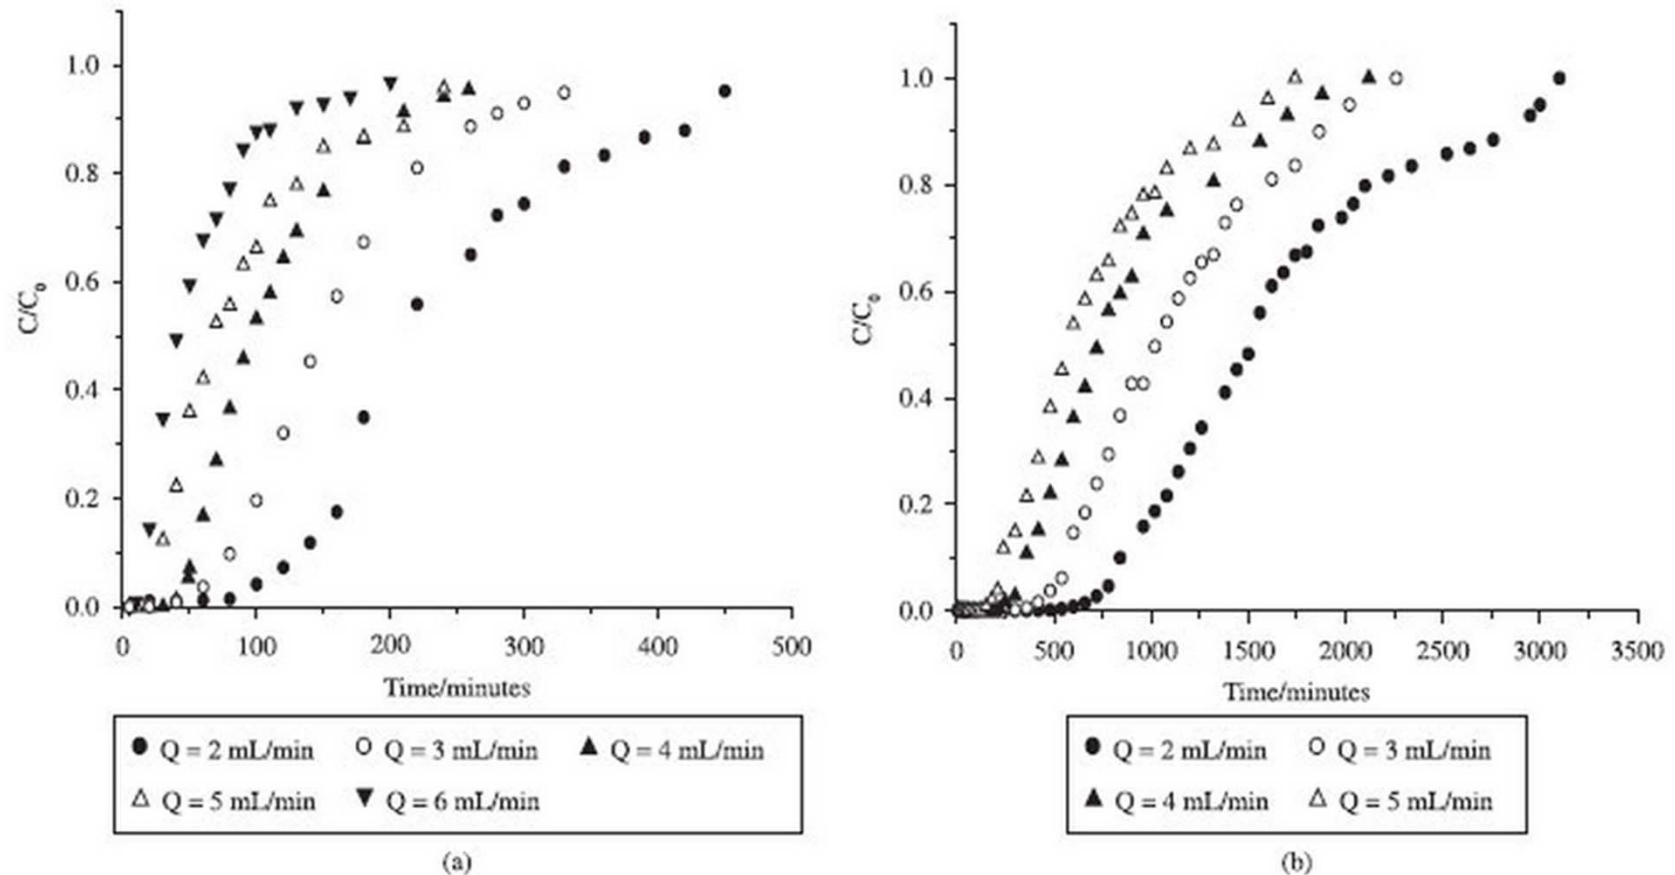 C/C0
1.0
0.8
0.6
0.4
0.2
0.0
0 100 200 300 400 500
Time/minutes
Q = 2 mL/min Q = 3 mL/min Q = 4 mL/min
Q = 5 mL/min Q = 6 mL/min
(a)
C/C0
1.0
0.8
0.6
0.4
0.2
0.0
0 500 1000 1500 2000 2500 3000 3500
Time/minutes
Q = 2 mL/min Q = 3 mL/min
Q = 4 mL/min Q = 5 mL/min
(b)